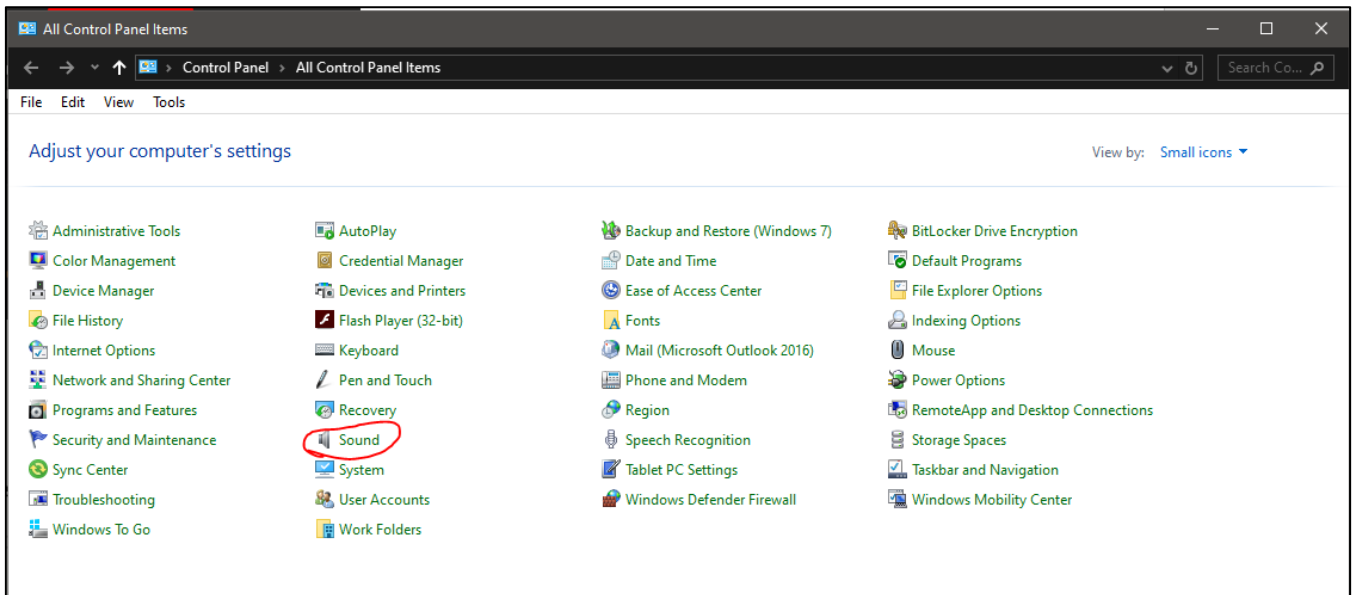 All Control Panel Items
Control Panel > All Control Panel Items Search Co...
File Edit View Tools
Adjust your computer's settings View by: Small icons
Administrative Tools AutoPlay Backup and Restore (Windows 7) BitLocker Drive Encryption
Color Management Credential Manager Date and Time Default Programs
Device Manager Devices and Printers Ease of Access Center File Explorer Options
File History Flash Player (32-bit) Fonts Indexing Options
Internet Options Keyboard Mail (Microsoft Outlook 2016) Mouse
Network and Sharing Center Pen and Touch Phone and Modem Power Options
Programs and Features Recovery Region RemoteApp and Desktop Connections
Security and Maintenance Sound Speech Recognition Storage Spaces
Sync Center System Tablet PC Settings Taskbar and Navigation
Troubleshooting User Accounts Windows Defender Firewall Windows Mobility Center
Windows To Go Work Folders